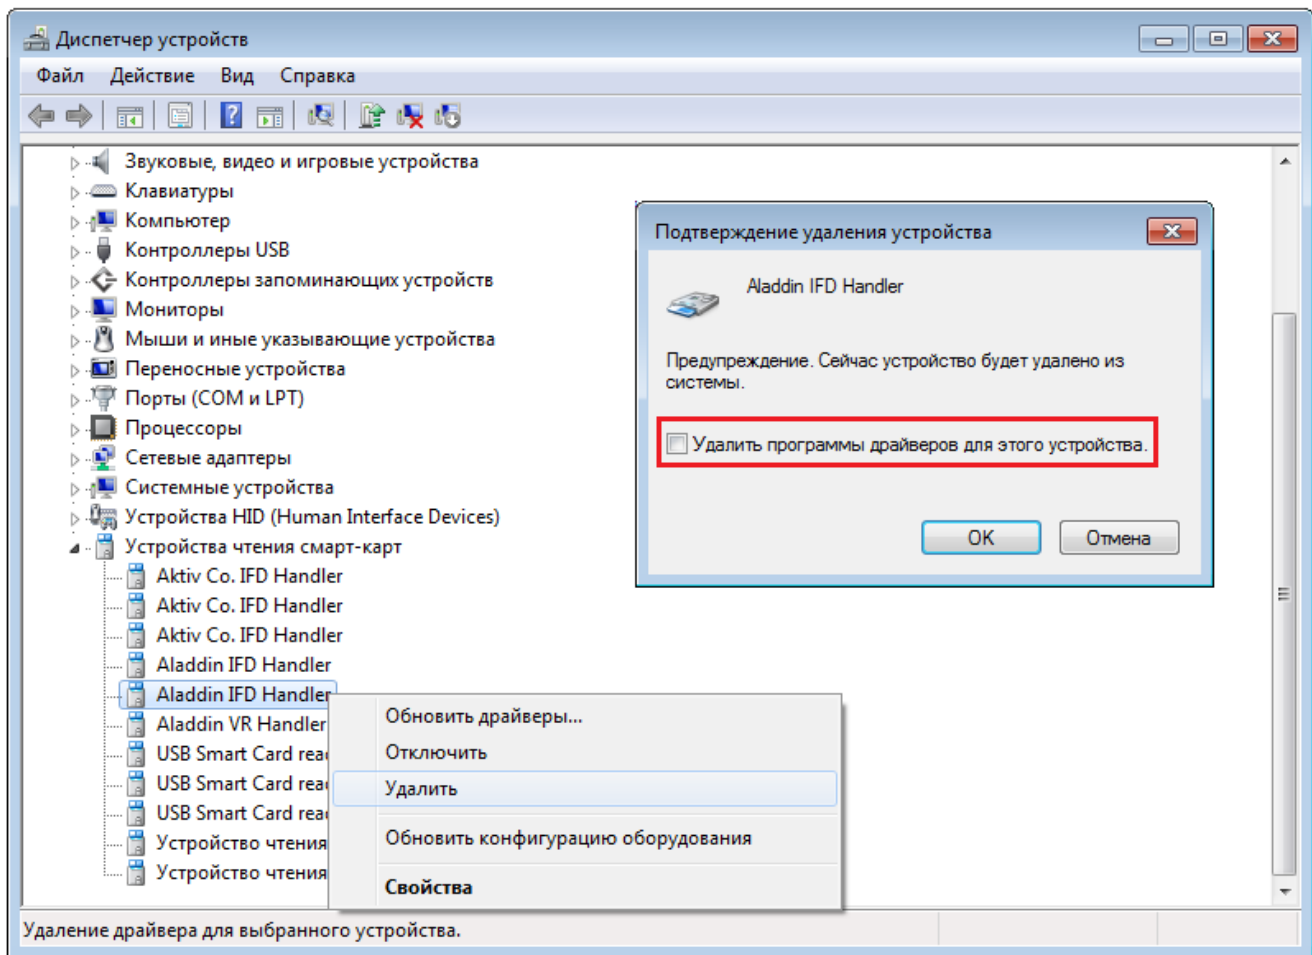 Диспетчер устройств
Файл Действие Вид Справка
Звуковые, видео и игровые устройства
Клавиатуры
Компьютер
Контроллеры USB
Контроллеры запоминающих устройств
Мониторы
Мыши и иные указывающие устройства
Переносные устройства
Порты (COM и LPT)
Процессоры
Сетевые адаптеры
Системные устройства
Устройства HID (Human Interface Devices)
Устройства чтения смарт-карт
Aktiv Co. IFD Handler
Aktiv Co. IFD Handler
Aktiv Co. IFD Handler
Aladdin IFD Handler
Aladdin IFD Handler
Aladdin VR Handler
USB Smart Card rea
USB Smart Card rea
USB Smart Card rea
Устройство чтения
Устройство чтения
Обновить драйверы...
Отключить
Удалить
Обновить конфигурацию оборудования
Свойства
Подтверждение удаления устройства
Aladdin IFD Handler
Предупреждение. Сейчас устройство будет удалено из
системы.
Удалить программы драйверов для этого устройства.
OK Отмена
Удаление драйвера для выбранного устройства.